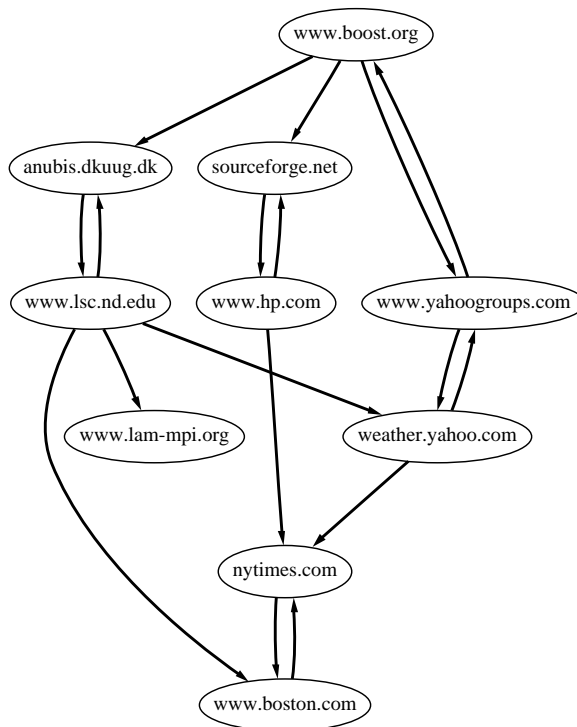 www.boost.org
anubis.dkuug.dk
sourceforge.net
www.lsc.nd.edu
www.hp.com
www.yahoogroups.com
www.lam-mpi.org
weather.yahoo.com
nytimes.com
www.boston.com